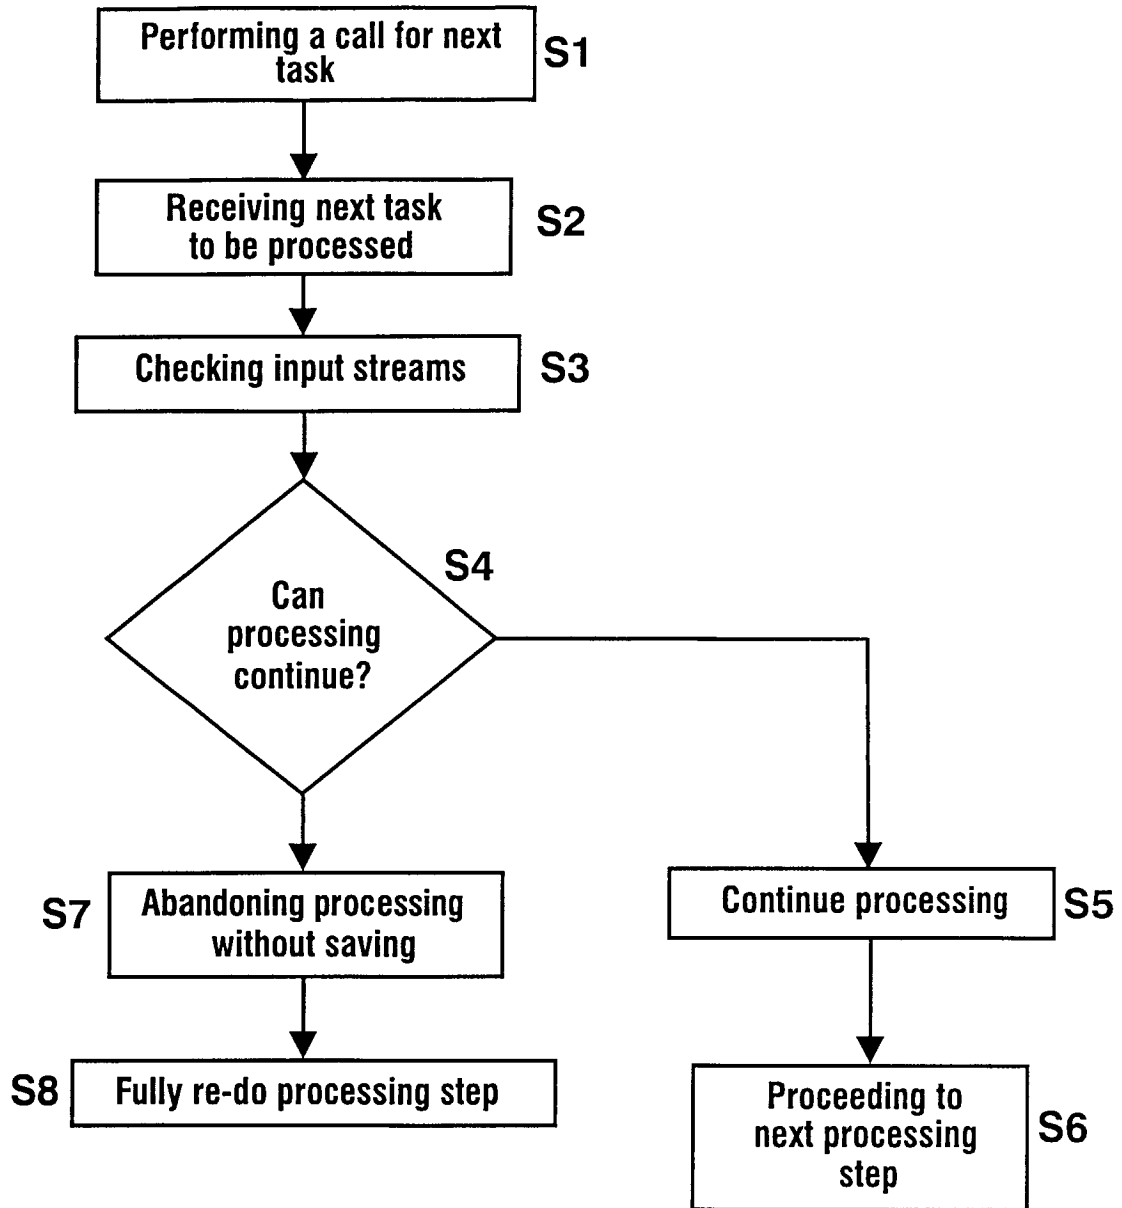 Performing a call for next
task
S1
Receiving next task
to be processed
S2
Checking input streams
S3
S4
Can
processing
continue?
S7
Abandoning processing
without saving
Continue processing
S5
S8
Fully re-do processing step
Proceeding to
next processing
step
S6